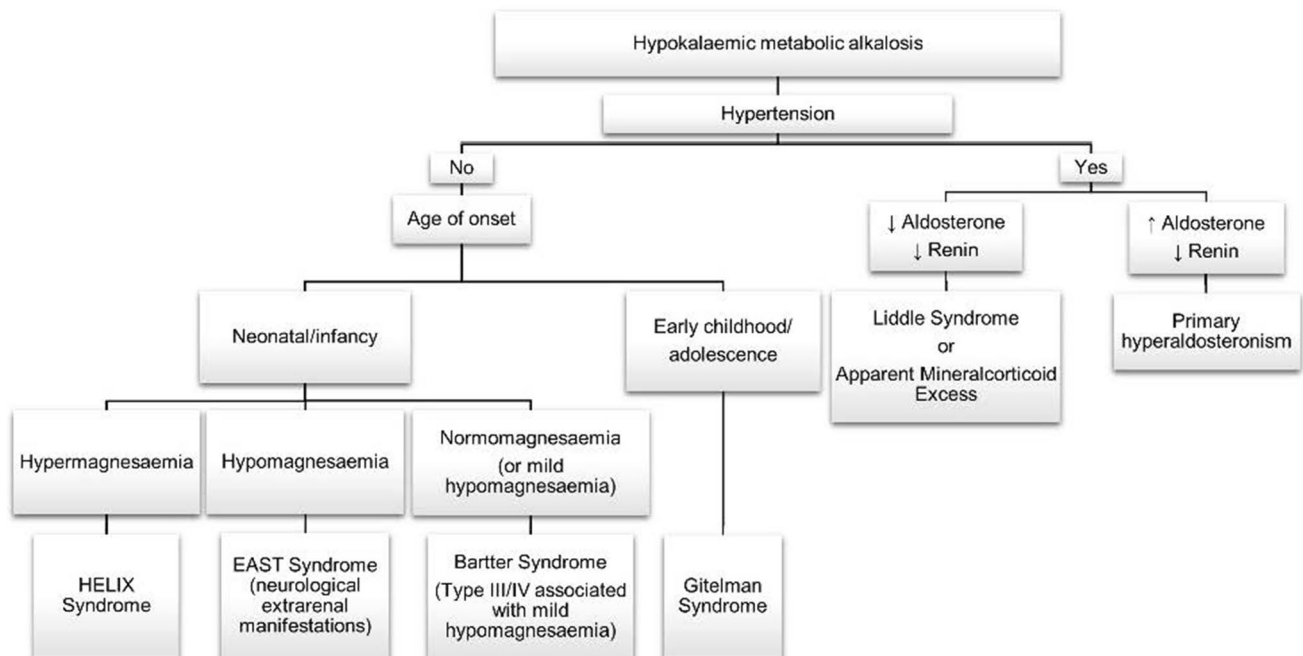 Hypokalaemic metabolic alkalosis
Hypertension
No
Yes
Age of onset
↓ Aldosterone
↓ Renin
↑ Aldosterone
↓ Renin
Neonatal/infancy
Early childhood/
adolescence
Liddle Syndrome
or
Apparent Mineralcorticoid
Excess
Primary
hyperaldosteronism
Hypermagnesaemia
Hypomagnesaemia
Normomagnesaemia
(or mild
hypomagnesaemia)
HELIX
Syndrome
EAST Syndrome
(neurological
extrarenal
manifestations)
Bartter Syndrome
(Type III/IV associated
with mild
hypomagnesaemia)
Gitelman
Syndrome